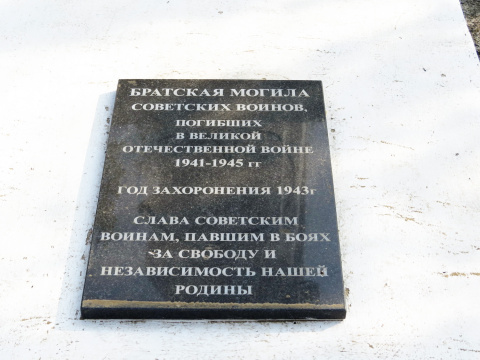 БРАТСКАЯ МОГИЛА
СОВЕТСКИХ ВОИНОВ,
ПОГИБШИХ
В ВЕЛИКОЙ
ОТЕЧЕСТВЕННОЙ ВОЙНЕ
1941-1945 гг
ГОД ЗАХОРОНЕНИЯ 1943г
СЛАВА СОВЕТСКИМ
ВОИНАМ, ПАВШИМ В БОЯХ
ЗА СВОБОДУ И
НЕЗАВИСИМОСТЬ НАШЕЙ
РОДИНЫ